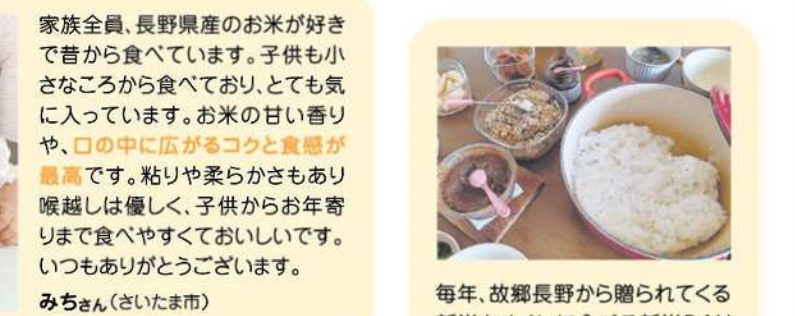 家族全員、長野県産のお米が好き
で昔から食べています。子供も小
さなころから食べており、とても気
に入っています。お米の甘い香り
や、口の中に広がるコクと食感が
最高です。粘りや柔らかさもあり
喉越しは優しく、子供からお年寄
りまで食べやすくておいしいです。
いつもありがとうございます。
みちさん(さいたま市)
毎年、故郷長野から贈られてくる